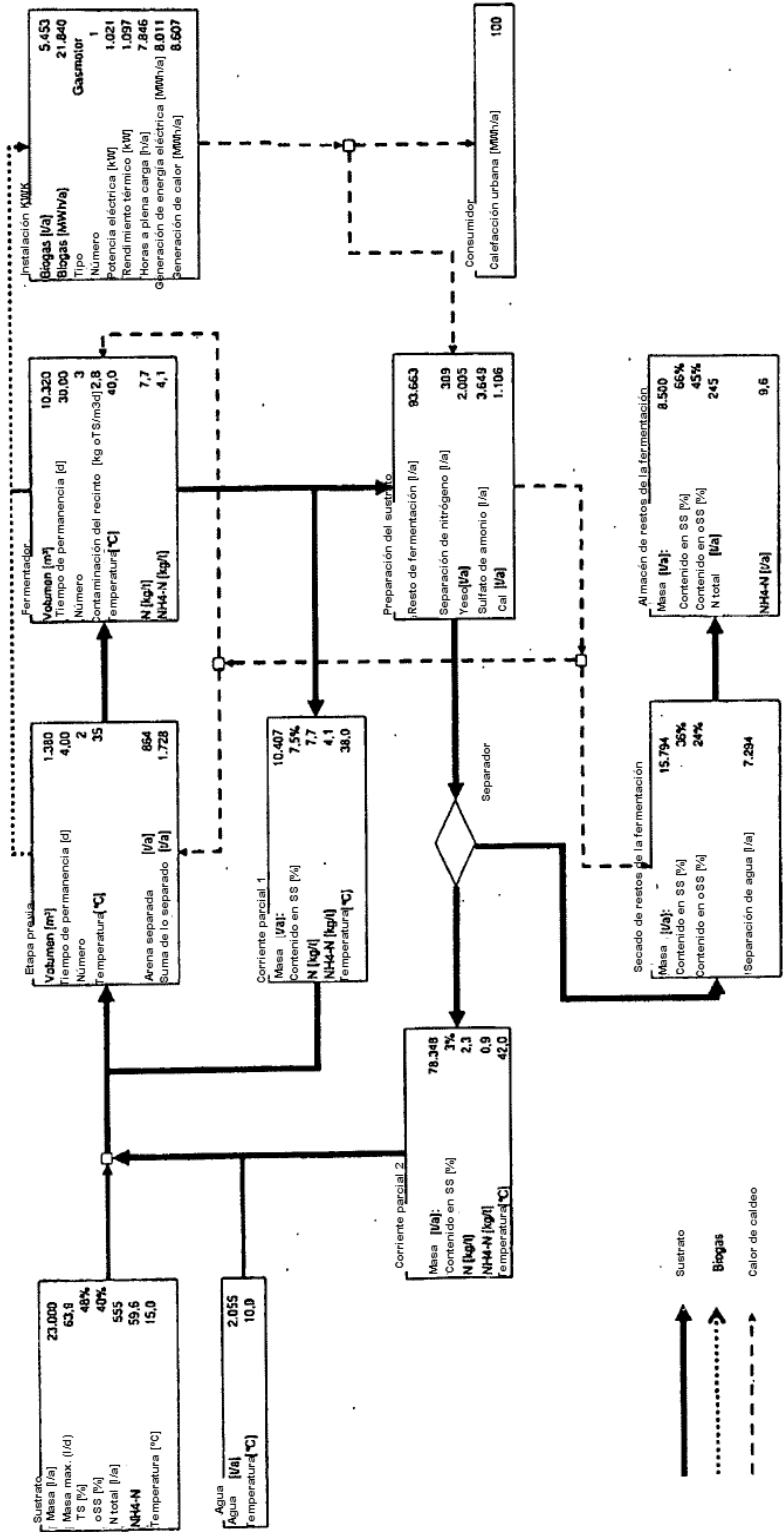 Sustrato
Masa [t/a] 23.000
Masa max. (t/d) 63,9
TS [%] 48%
oSS [%] 40%
N total [t/a] 555
NH4-N 59,6
Temperatura [°C] 15,0
Agua
Agua [t/a] 2.055
Temperatura[°C] 10,0
Etapa previa
Volumen [m³] 1.380
Tiempo de permanencia [d] 4,00
Número 2
Temperatura[°C] 35
Arena separada [t/a] 864
Suma de lo separado [t/a] 1.728
Fermentador
Volumen [m³] 10.320
Tiempo de permanencia [d] 30,00
Número 3
Contaminación del recinto [kg oTS/m3d] 2,8
Temperatura[°C] 40,0
N [kg/t] 7,7
NH4-N [kg/t] 4,1
Instalación KWK
Biogas [t/a] 5.453
Biogas [MWh/a] 21.840
Tipo Gasmotor
Número 1
Potencia eléctrica [kW] 1.021
Rendimiento térmico [kW] 1.097
Horas a plena carga [h/a] 7.846
Generación de energía eléctrica [MWh/a] 8.011
Generación de calor [MWh/a] 8.607
Corriente parcial 1
Masa [t/a]: 10.407
Contenido en SS [%] 7,5%
N [kg/t] 7,7
NH4-N [kg/t] 4,1
Temperatura[°C] 38,0
Corriente parcial 2
Masa [t/a]: 78.348
Contenido en SS [%] 3%
N [kg/t] 2,3
NH4-N [kg/t] 0,9
Temperatura[°C] 42,0
Separador
Preparación del sustrato
Resto de fermentación [t/a] 93.663
Separación de nitrógeno [t/a] 309
Yeso[t/a] 2.005
Sulfato de amonio [t/a] 3.649
Cal [t/a] 1.106
Consumidor
Calefacción urbana [MWh/a] 100
Secado de restos de la fermentación
Masa [t/a]: 15.794
Contenido en SS [%] 36%
Contenido en oSS [%] 24%
Separación de agua [t/a] 7.294
Almacén de restos de la fermentación
Masa [t/a]: 8.500
Contenido en SS [%] 66%
Contenido en oSS [%] 45%
N total [t/a] 245
NH4-N [t/a] 9,6
Sustrato
Biogas
Calor de caldeo